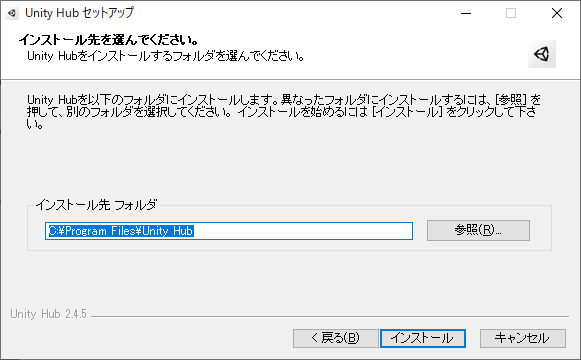 Unity Hub セットアップ
インストール先を選んでください。
Unity Hubをインストールするフォルダを選んでください。
Unity Hubを以下のフォルダにインストールします。異なったフォルダにインストールするには、[参照] を
押して、別のフォルダを選択してください。 インストールを始めるには [インストール] をクリックして下さ
い。
インストール先 フォルダ
C:¥Program Files¥Unity Hub
参照(R)...
Unity Hub 2.4.5
< 戻る(B)
インストール
キャンセル